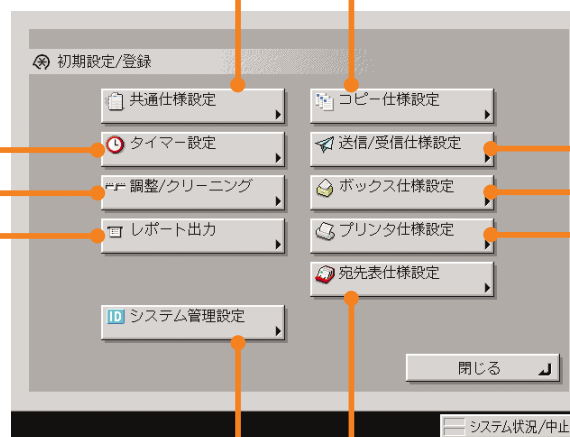 初期設定/登録
共通仕様設定
コピー仕様設定
タイマー設定
送信/受信仕様設定
調整/クリーニング
ボックス仕様設定
レポート出力
プリンタ仕様設定
宛先表仕様設定
ID システム管理設定
閉じる
システム状況/中止